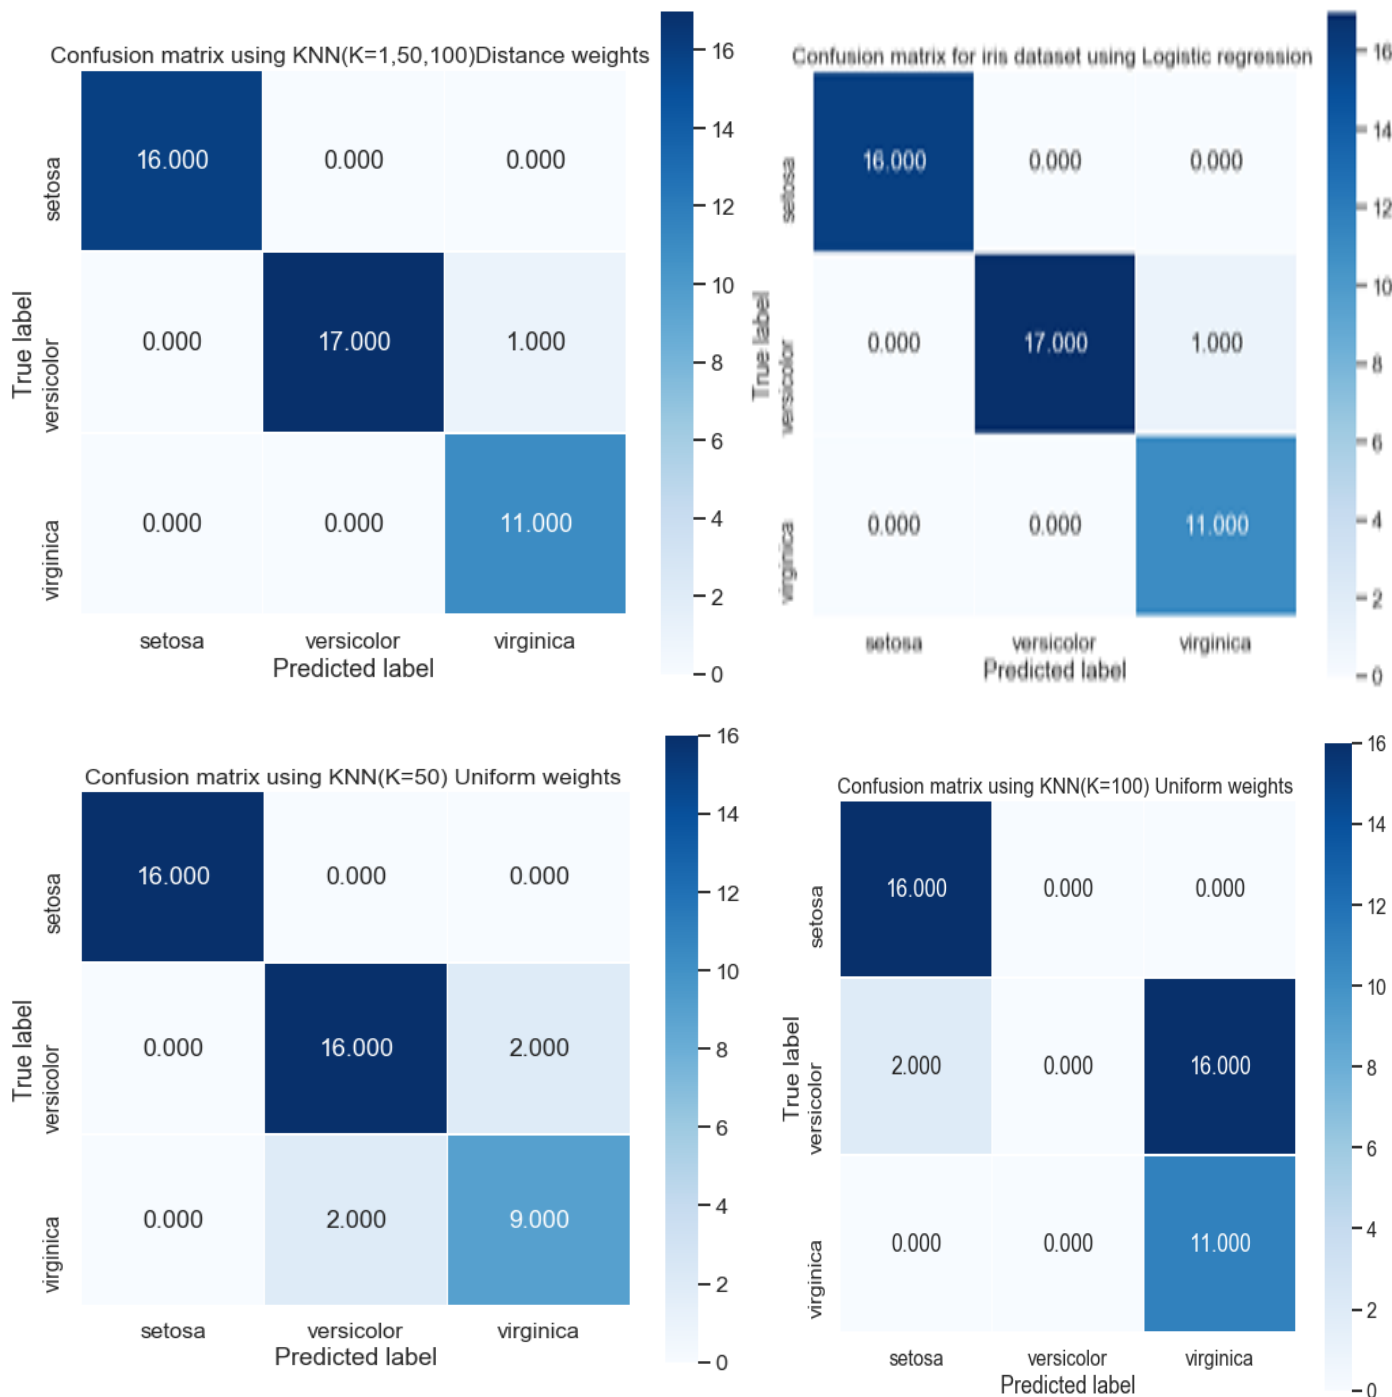 Confusion matrix using KNN(K=1,50,100)Distance weights
16.000 0.000 0.000
0.000 17.000 1.000
0.000 0.000 11.000
setosa
versicolor
virginica
True label
setosa versicolor virginica
Predicted label
16
14
12
10
8
6
4
2
0
Confusion matrix for iris dataset using Logistic regression
16.000 0.000 0.000
0.000 17.000 1.000
0.000 0.000 11.000
setosa
versicolor
virginica
True label
setosa versicolor virginica
Predicted label
16
14
12
10
8
6
4
2
0
Confusion matrix using KNN(K=50) Uniform weights
16.000 0.000 0.000
0.000 16.000 2.000
0.000 2.000 9.000
setosa
versicolor
virginica
True label
setosa versicolor virginica
Predicted label
16
14
12
10
8
6
4
2
0
Confusion matrix using KNN(K=100) Uniform weights
16.000 0.000 0.000
2.000 0.000 16.000
0.000 0.000 11.000
setosa
versicolor
virginica
True label
setosa versicolor virginica
Predicted label
16
14
12
10
8
6
4
2
0